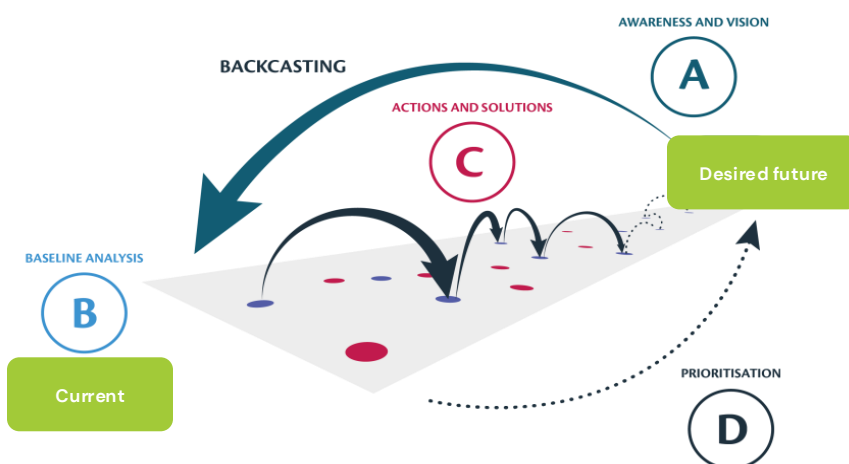 AWARENESS AND VISION
A
BACKCASTING
ACTIONS AND SOLUTIONS
C
Desired future
BASELINE ANALYSIS
B
Current
PRIORITISATION
D